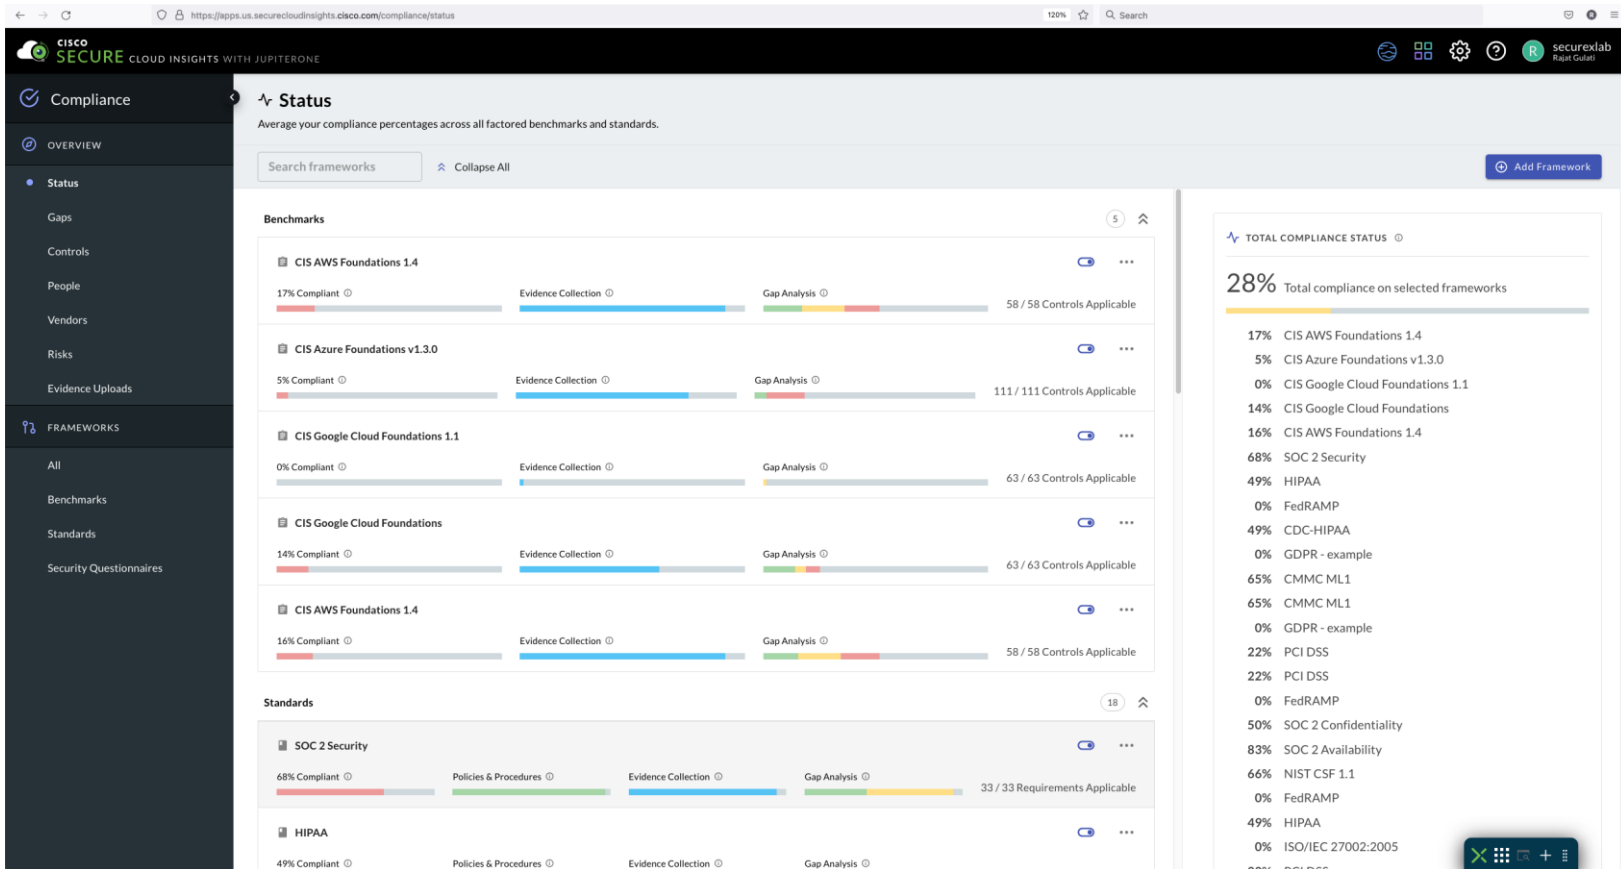 https://apps.us.securecloudinsights.cisco.com/compliance/status
120%
Search
R
CISCO
SECURE CLOUD INSIGHTS WITH JUPITERONE
R
securexlab
Rajat Gulati
Compliance
OVERVIEW
Status
Gaps
Controls
People
Vendors
Risks
Evidence Uploads
FRAMEWORKS
All
Benchmarks
Standards
Security Questionnaires
Status
Average your compliance percentages across all factored benchmarks and standards.
Search frameworks
Collapse All
Add Framework
Benchmarks
5
CIS AWS Foundations 1.4
17% Compliant
Evidence Collection
Gap Analysis
58 / 58 Controls Applicable
CIS Azure Foundations v1.3.0
5% Compliant
Evidence Collection
Gap Analysis
111 / 111 Controls Applicable
CIS Google Cloud Foundations 1.1
0% Compliant
Evidence Collection
Gap Analysis
63 / 63 Controls Applicable
CIS Google Cloud Foundations
14% Compliant
Evidence Collection
Gap Analysis
63 / 63 Controls Applicable
CIS AWS Foundations 1.4
16% Compliant
Evidence Collection
Gap Analysis
58 / 58 Controls Applicable
Standards
18
SOC 2 Security
68% Compliant
Policies & Procedures
Evidence Collection
Gap Analysis
33 / 33 Requirements Applicable
HIPAA
49% Compliant
Policies & Procedures
Evidence Collection
Gap Analysis
TOTAL COMPLIANCE STATUS
28% Total compliance on selected frameworks
17% CIS AWS Foundations 1.4
5% CIS Azure Foundations v1.3.0
0% CIS Google Cloud Foundations 1.1
14% CIS Google Cloud Foundations
16% CIS AWS Foundations 1.4
68% SOC 2 Security
49% HIPAA
0% FedRAMP
49% CDC-HIPAA
0% GDPR - example
65% CMMC ML1
65% CMMC ML1
0% GDPR - example
22% PCI DSS
22% PCI DSS
0% FedRAMP
50% SOC 2 Confidentiality
83% SOC 2 Availability
66% NIST CSF 1.1
0% FedRAMP
49% HIPAA
0% ISO/IEC 27002:2005
PCI DSS